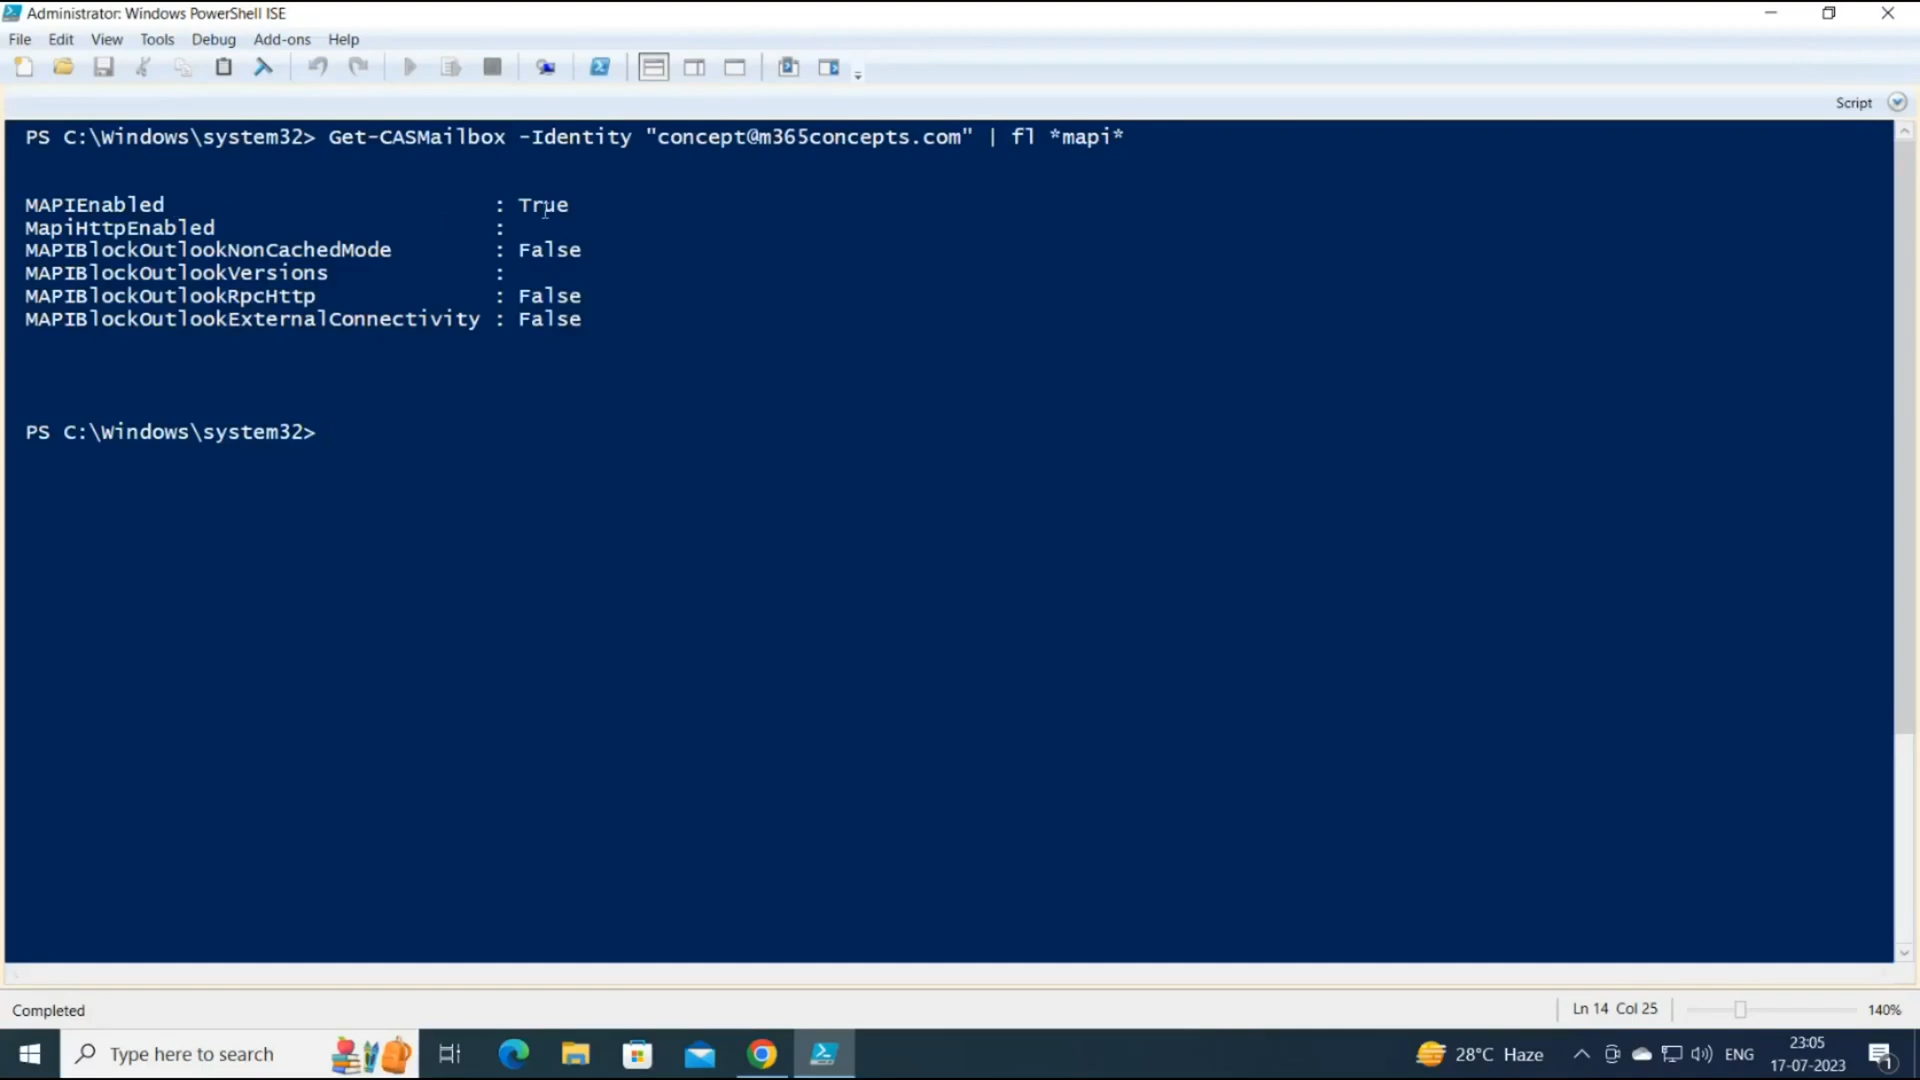 Administrator: Windows PowerShell ISE
File Edit View Tools Debug Add-ons Help
Script
PS C:\Windows\system32> Get-CASMailbox -Identity "concept@m365concepts.com" | fl *mapi*
MAPIEnabled : True
MapiHttpEnabled :
MAPIBlockOutlookNonCachedMode : False
MAPIBlockOutlookVersions :
MAPIBlockOutlookRpcHttp : False
MAPIBlockOutlookExternalConnectivity : False
PS C:\Windows\system32>
Completed
Ln 14 Col 25
140%
Type here to search
28°C Haze
ENG
23:05
17-07-2023
1